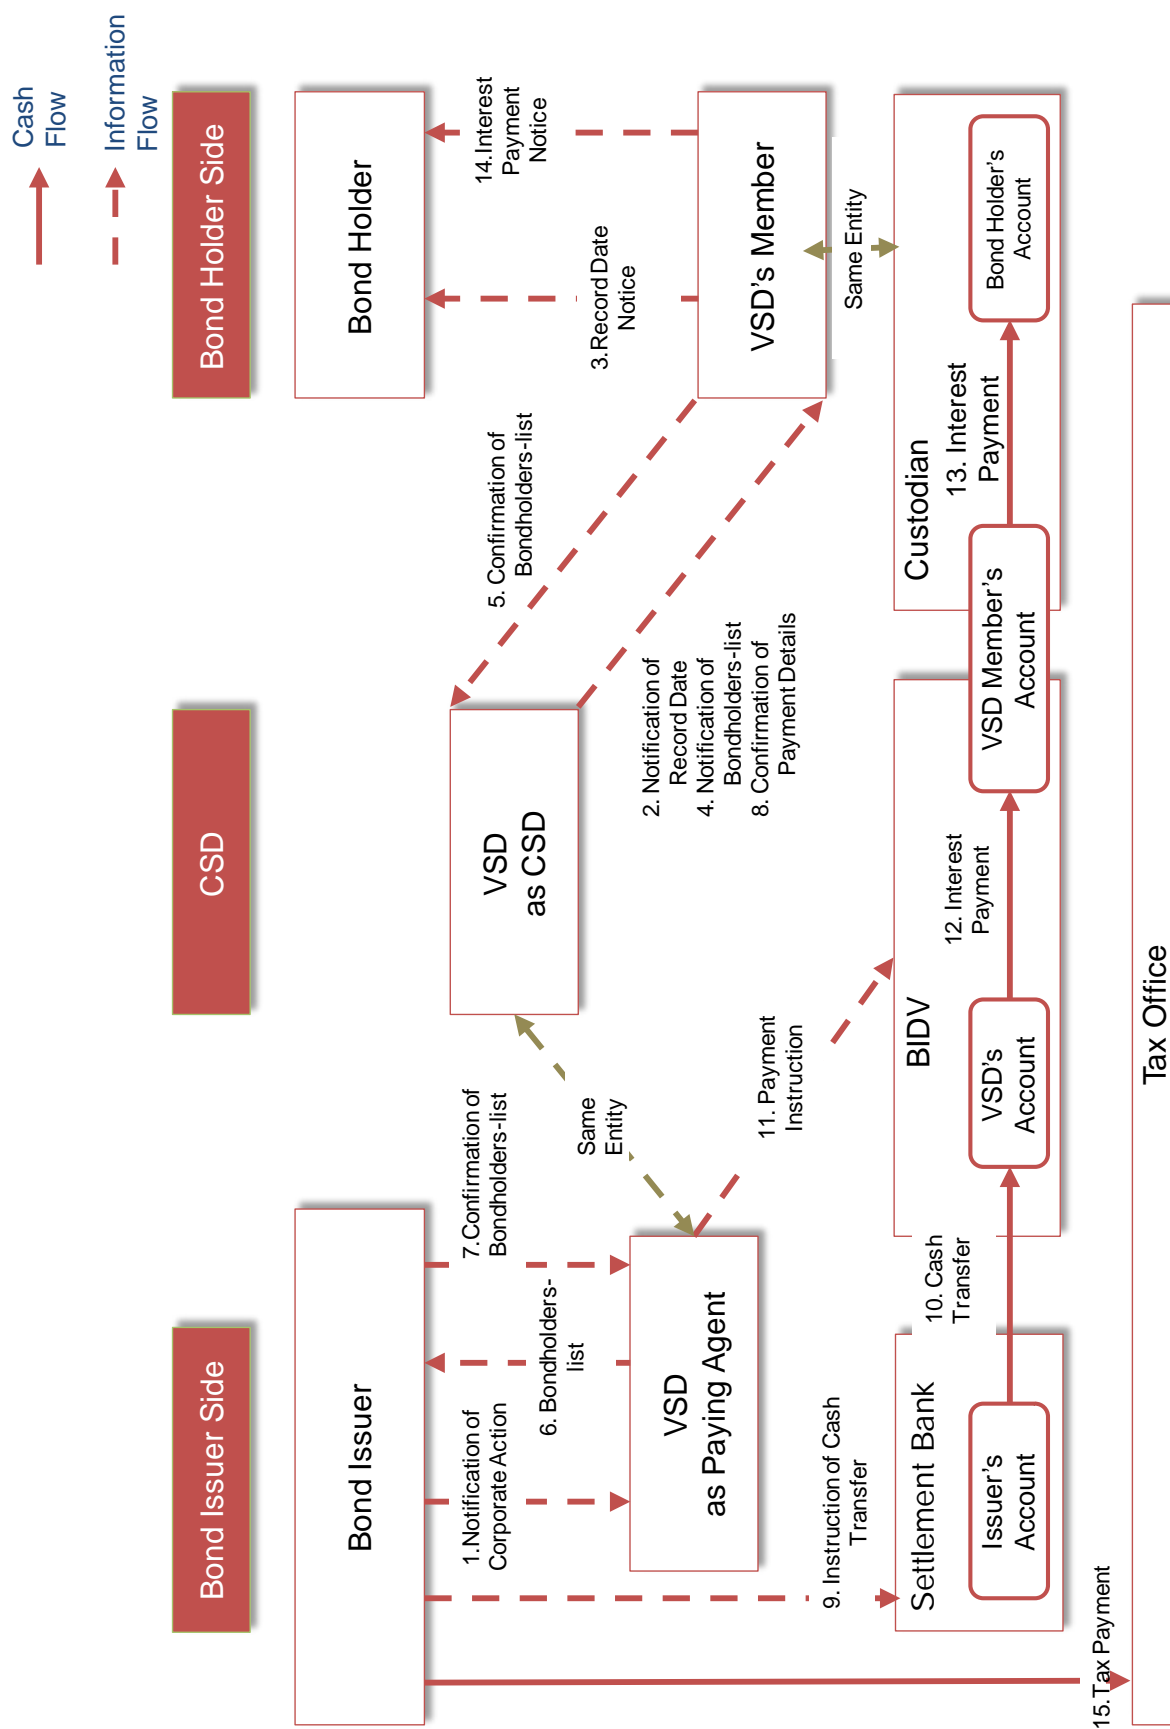 Cash
Flow
Information
Flow
Bond Issuer Side
CSD
Bond Holder Side
Bond Issuer
Bond Holder
1.Notification of
Corporate Action
6. Bondholders-
list
7.Confirmation of
Bondholders-list
5. Confirmation of
Bondholders-list
3.Record Date
Notice
14.Interest
Payment
Notice
VSD
as CSD
Same
Entity
VSD
as Paying Agent
2. Notification of
Record Date
4. Notification of
Bondholders-list
8. Confirmation of
Payment Details
VSD's Member
11. Payment
Instruction
Same Entity
9. Instruction of Cash
Transfer
Settlement Bank
Issuer's
Account
10. Cash
Transfer
BIDV
VSD's
Account
12. Interest
Payment
VSD Member's
Account
Custodian
13. Interest
Payment
Bond Holder's
Account
15.Tax Payment
Tax Office